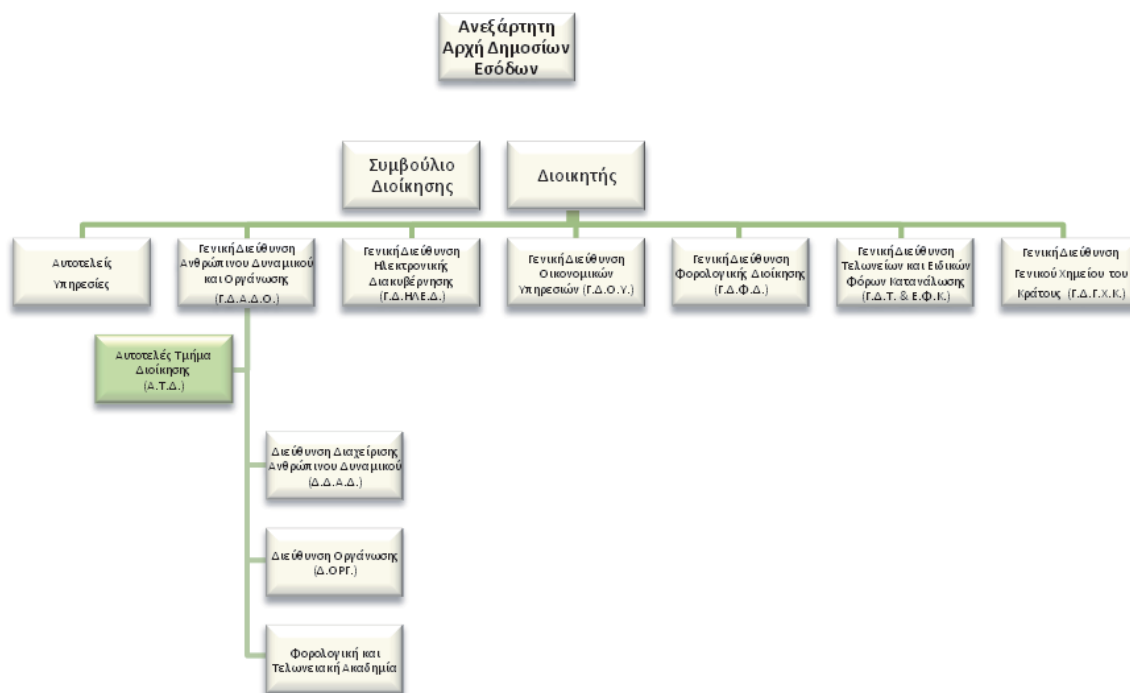 Ανεξάρτητη
Αρχή Δημοσίων
Εσόδων
Συμβούλιο
Διοίκησης
Διοικητής
Αυτοτελείς
Υπηρεσίες
Γενική Διεύθυνση
Ανθρώπινου Δυναμικού
και Οργάνωσης
(Γ.Δ.Α.Δ.Ο.)
Γενική Διεύθυνση
Ηλεκτρονικής
Διακυβέρνησης
(Γ.Δ.ΗΛΕ.Δ.)
Γενική Διεύθυνση
Οικονομικών
Υπηρεσιών (Γ.Δ.Ο.Υ.)
Γενική Διεύθυνση
Φορολογικής Διοίκησης
(Γ.Δ.Φ.Δ.)
Γενική Διεύθυνση
Τελωνείων και Ειδικών
Φόρων Κατανάλωσης
(Γ.Δ.Τ. & Ε.Φ.Κ.)
Γενική Διεύθυνση
Γενικού Χημείου του
Κράτους (Γ.Δ.Γ.Χ.Κ.)
Αυτοτελές Τμήμα
Διοίκησης
(Α.Τ.Δ.)
Διεύθυνση Διαχείρισης
Ανθρώπινου Δυναμικού
(Δ.Δ.Α.Δ.)
Διεύθυνση Οργάνωσης
(Δ.ΟΡΓ.)
Φορολογική και
Τελωνειακή Ακαδημία